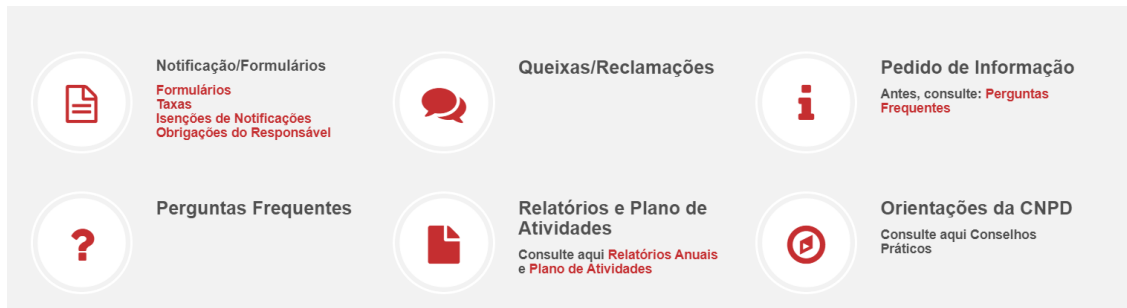 Notificação/Formulários
Formulários
Taxas
Isenções de Notificações
Obrigações do Responsável
Queixas/Reclamações
Pedido de Informação
Antes, consulte: Perguntas
Frequentes
Perguntas Frequentes
Relatórios e Plano de
Atividades
Consulte aqui Relatórios Anuais
e Plano de Atividades
Orientações da CNPD
Consulte aqui Conselhos
Práticos